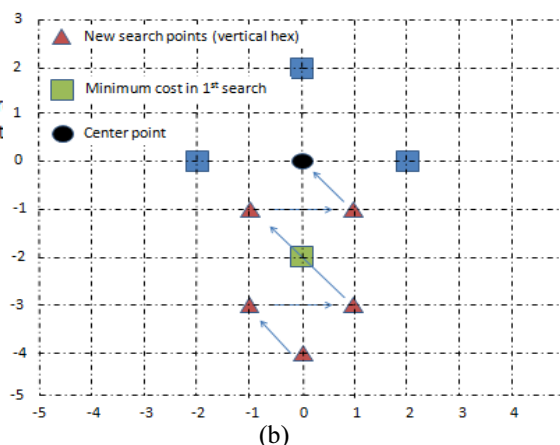 3
New search points (vertical hex)
2
Minimum cost in 1st search
1
Center point
0
-1
-2
-3
-4
-5
-5 -4 -3 -2 -1 0 1 2 3 4
(b)